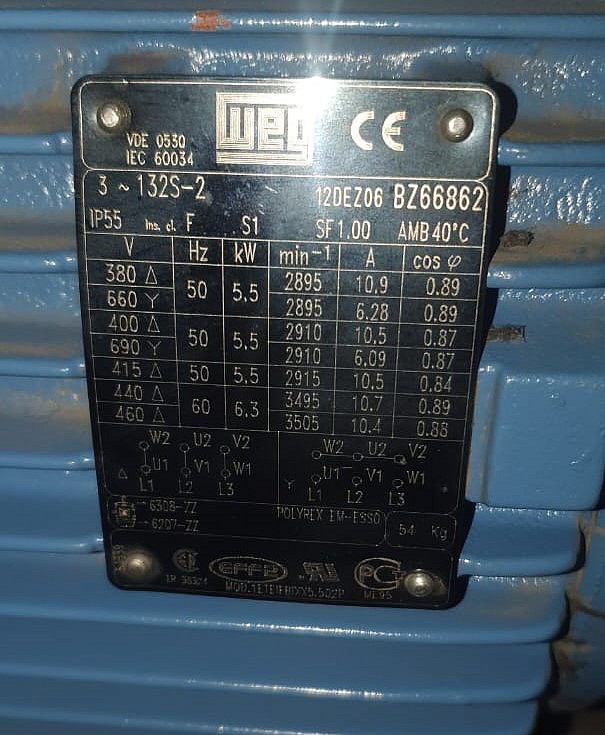 WEG
CE
VDE 0530
IEC 60034
3 ~ 132S-2 12DEZ06 BZ66862
IP55 Ins. cl. F S1 SF 1.00 AMB 40°C
V Hz kW min⁻¹ A cos φ
380 Δ 50 5.5 2895 10.9 0.89
660 Y 2895 6.28 0.89
400 Δ 50 5.5 2910 10.5 0.87
690 Y 2910 6.09 0.87
415 Δ 50 5.5 2915 10.5 0.84
440 Δ 60 6.3 3495 10.7 0.89
460 Δ 3505 10.4 0.88
W2 U2 V2 W2 U2 V2
Δ U1 V1 W1 Y U1 V1 W1
L1 L2 L3 L1 L2 L3
6308-ZZ POLYREX EM-ESSO
6207-ZZ 54 Kg
EFF2